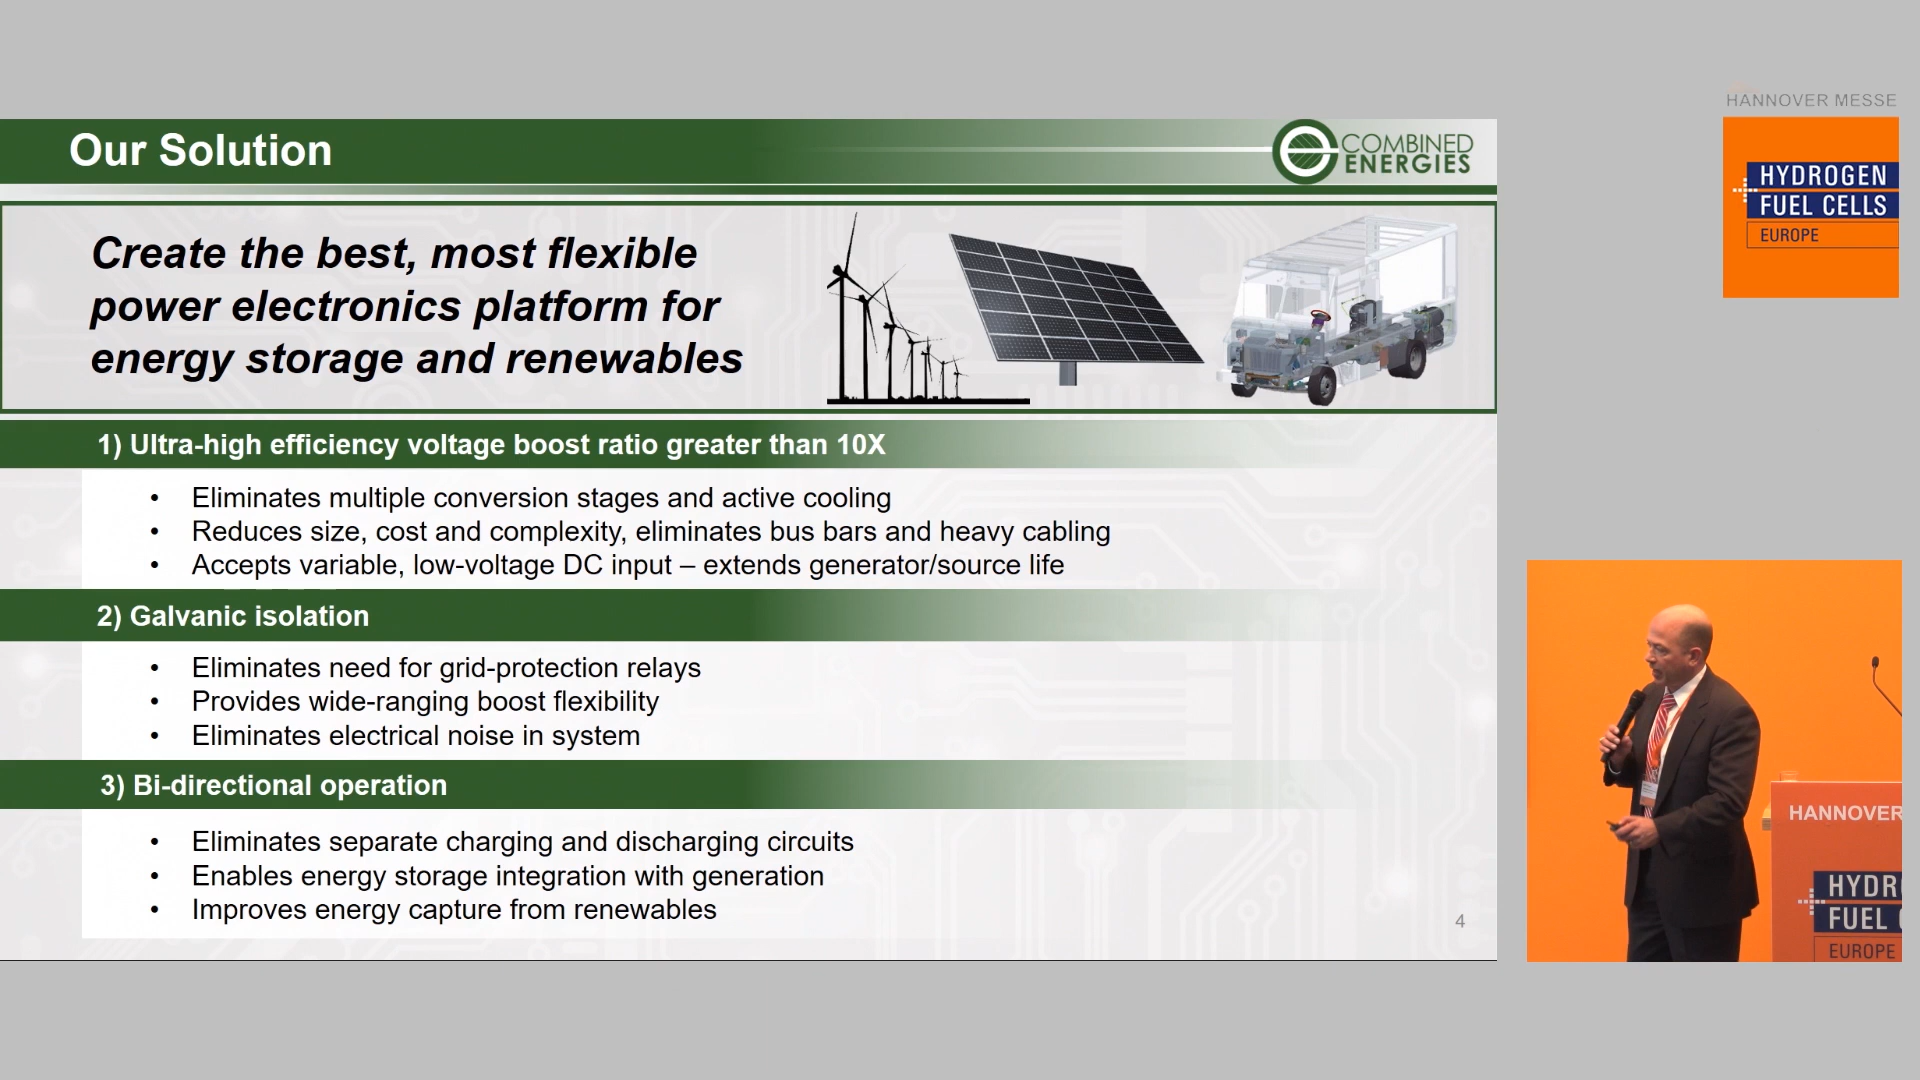 HANNOVER MESSE
HYDROGEN
FUEL CELLS
EUROPE
Our Solution
COMBINED
ENERGIES
Create the best, most flexible
power electronics platform for
energy storage and renewables
1) Ultra-high efficiency voltage boost ratio greater than 10X
• Eliminates multiple conversion stages and active cooling
• Reduces size, cost and complexity, eliminates bus bars and heavy cabling
• Accepts variable, low-voltage DC input – extends generator/source life
2) Galvanic isolation
• Eliminates need for grid-protection relays
• Provides wide-ranging boost flexibility
• Eliminates electrical noise in system
3) Bi-directional operation
• Eliminates separate charging and discharging circuits
• Enables energy storage integration with generation
• Improves energy capture from renewables
4
HANNOVER
HYDR
FUEL C
EUROPE